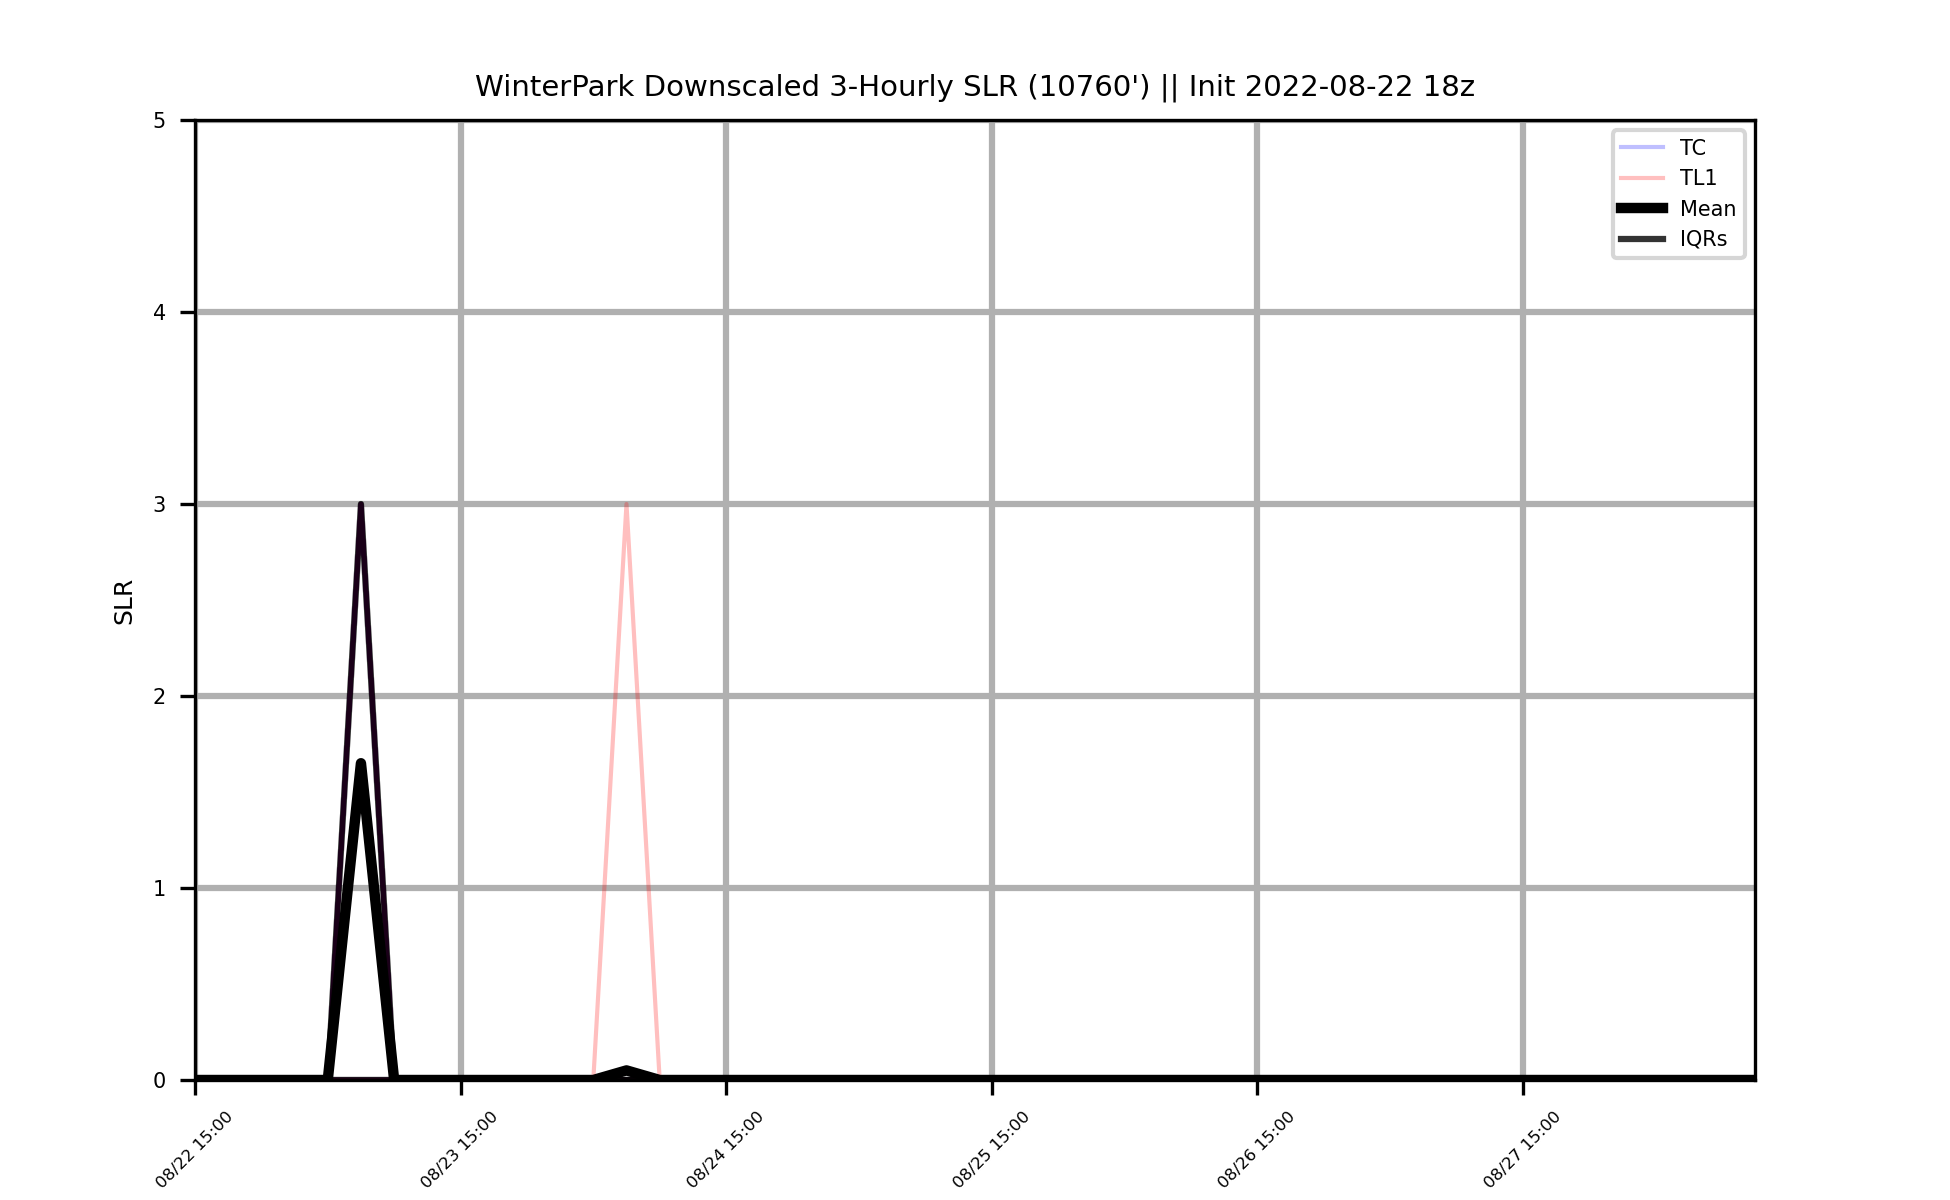 WinterPark Downscaled 3-Hourly SLR (10760') || Init 2022-08-22 18z
5
4
3
2
1
0
SLR
TC
TL1
Mean
IQRs
08/22 15:00
08/23 15:00
08/24 15:00
08/25 15:00
08/26 15:00
08/27 15:00